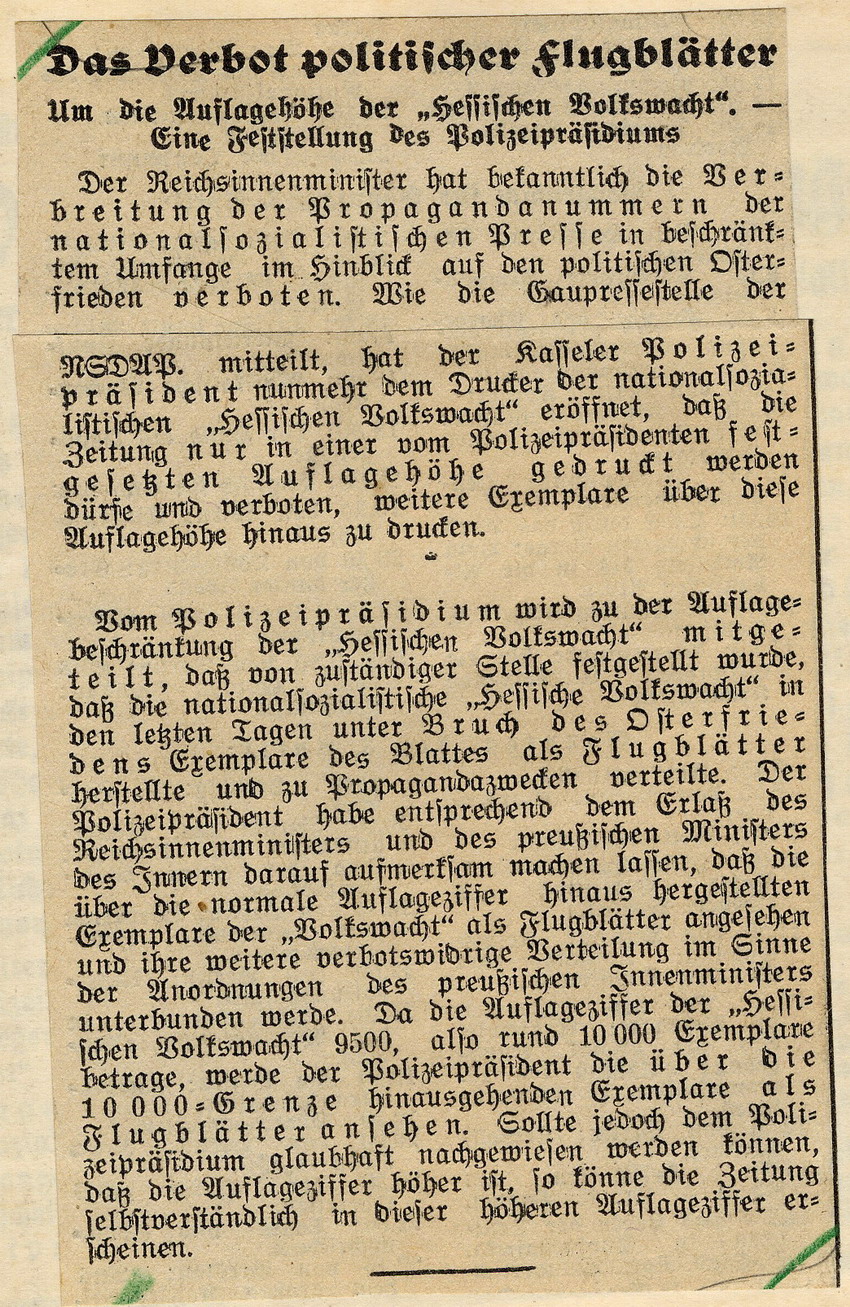 Das Verbot politischer Flugblätter
Um die Auflagehöhe der „Hessischen Volkswacht“. —
Eine Feststellung des Polizeipräsidiums
Der Reichsinnenminister hat bekanntlich die Ver-
breitung der Propagandanummern der
nationalsozialistischen Presse in beschränk-
tem Umfange im Hinblick auf den politischen Oster-
frieden verboten. Wie die Gaupressestelle der
NSDAP. mitteilt, hat der Kasseler Polizei-
präsident nunmehr dem Drucker der nationalsozia-
listischen „Hessischen Volkswacht“ eröffnet, daß die
Zeitung nur in einer vom Polizeipräsidenten fest-
gesetzten Auflagehöhe gedruckt werden
dürfe und verboten, weitere Exemplare über diese
Auflagehöhe hinaus zu drucken.
Vom Polizeipräsidium wird zu der Auflage-
beschränkung der „Hessischen Volkswacht“ mitge-
teilt, daß von zuständiger Stelle festgestellt wurde,
daß die nationalsozialistische „Hessische Volkswacht“ in
den letzten Tagen unter Bruch des Osterfrie-
dens Exemplare des Blattes als Flugblätter
herstellte und zu Propagandazwecken verteilte. Der
Polizeipräsident habe entsprechend dem Erlaß des
Reichsinnenministers und des preußischen Ministers
des Innern darauf aufmerksam machen lassen, daß die
über die normale Auflageziffer hinaus hergestellten
Exemplare der „Volkswacht“ als Flugblätter angesehen
und ihre weitere verbotswidrige Verteilung im Sinne
der Anordnungen des preußischen Innenministers
unterbunden werde. Da die Auflageziffer der „Hessi-
schen Volkswacht“ 9500, also rund 10 000 Exemplare
betrage, werde der Polizeipräsident die über die
10 000-Grenze hinausgehenden Exemplare als
Flugblätter ansehen. Sollte jedoch dem Poli-
zeipräsidium glaubhaft nachgewiesen werden können,
daß die Auflageziffer höher ist, so könne die Zeitung
selbstverständlich in dieser höheren Auflageziffer er-
scheinen.